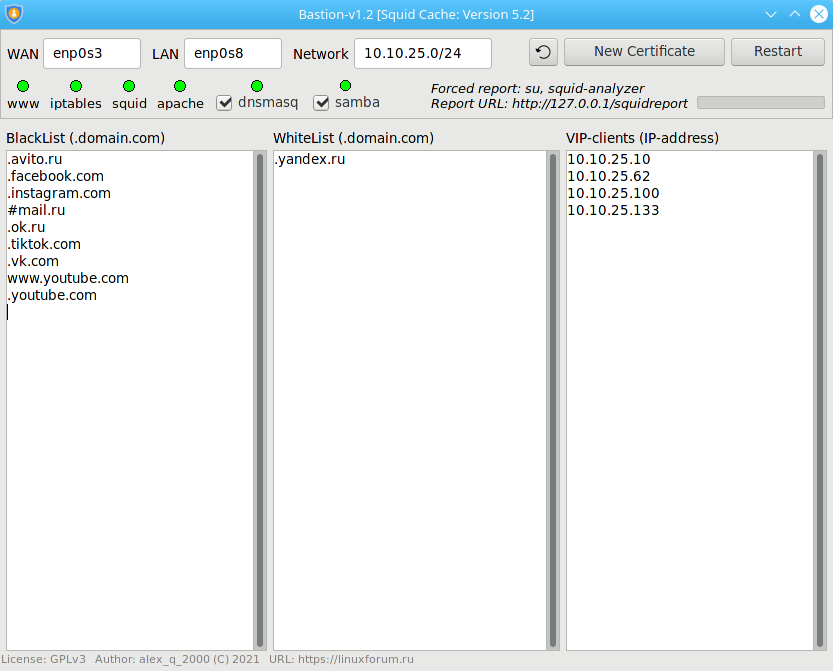 Bastion-v1.2 [Squid Cache: Version 5.2]
WAN enp0s3 LAN enp0s8 Network 10.10.25.0/24 New Certificate Restart
www iptables squid apache dnsmasq samba
Forced report: su, squid-analyzer
Report URL: http://127.0.0.1/squidreport
BlackList (.domain.com)
.avito.ru
.facebook.com
.instagram.com
#mail.ru
.ok.ru
.tiktok.com
.vk.com
www.youtube.com
.youtube.com
WhiteList (.domain.com)
.yandex.ru
VIP-clients (IP-address)
10.10.25.10
10.10.25.62
10.10.25.100
10.10.25.133
License: GPLv3 Author: alex_q_2000 (C) 2021 URL: https://linuxforum.ru